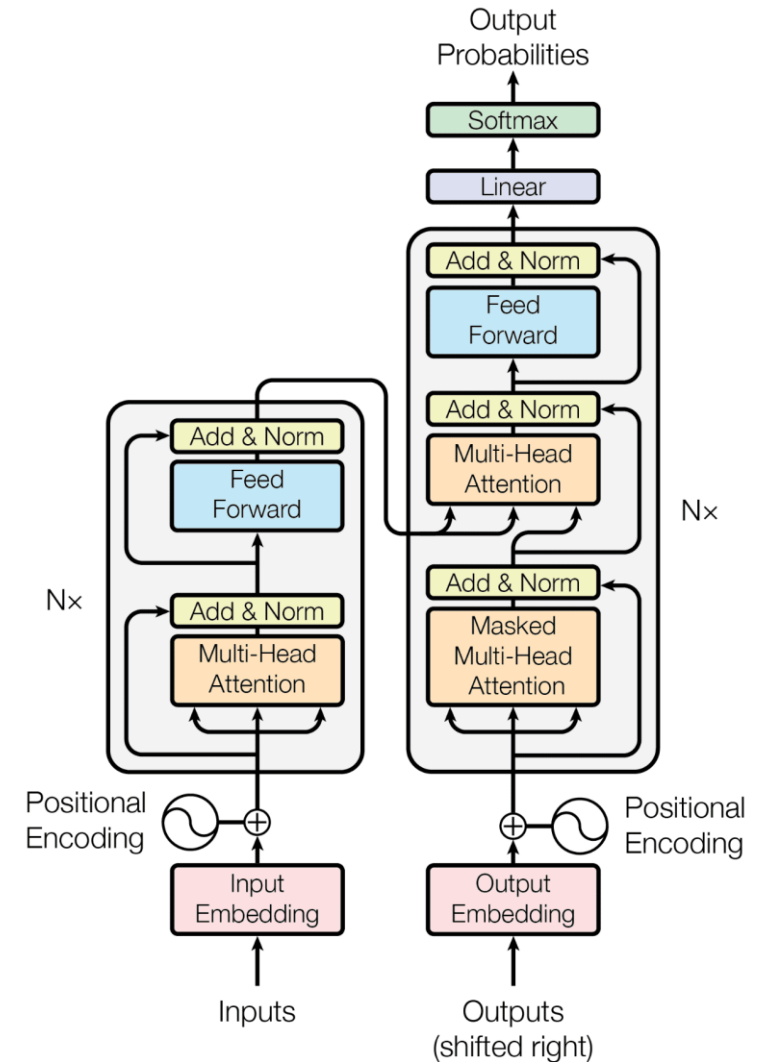 Output
Probabilities
Softmax
Linear
Add & Norm
Feed
Forward
Add & Norm
Multi-Head
Attention
Nx
Add & Norm
Masked
Multi-Head
Attention
Positional
Encoding
Output
Embedding
Outputs
(shifted right)
Add & Norm
Feed
Forward
Nx
Add & Norm
Multi-Head
Attention
Positional
Encoding
Input
Embedding
Inputs